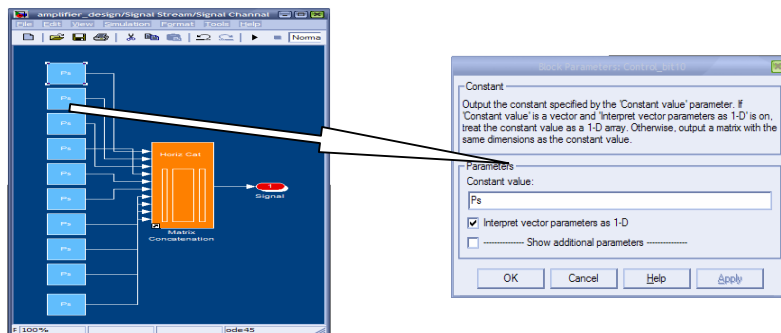 amplifier_design/Signal Stream/Signal Channel
File Edit View Simulation Format Tools Help
Norma
Ps
Ps
Ps
Ps
Ps
Ps
Ps
Ps
Ps
Ps
Horiz Cat
Matrix
Concatenation
1
Signal
F 100%
ode45
Block Parameters: Control_bit10
Constant
Output the constant specified by the 'Constant value' parameter. If
'Constant value' is a vector and 'Interpret vector parameters as 1-D' is on,
treat the constant value as a 1-D array. Otherwise, output a matrix with the
same dimensions as the constant value.
Parameters
Constant value:
Ps
Interpret vector parameters as 1-D
--------------- Show additional parameters ---------------
OK Cancel Help Apply